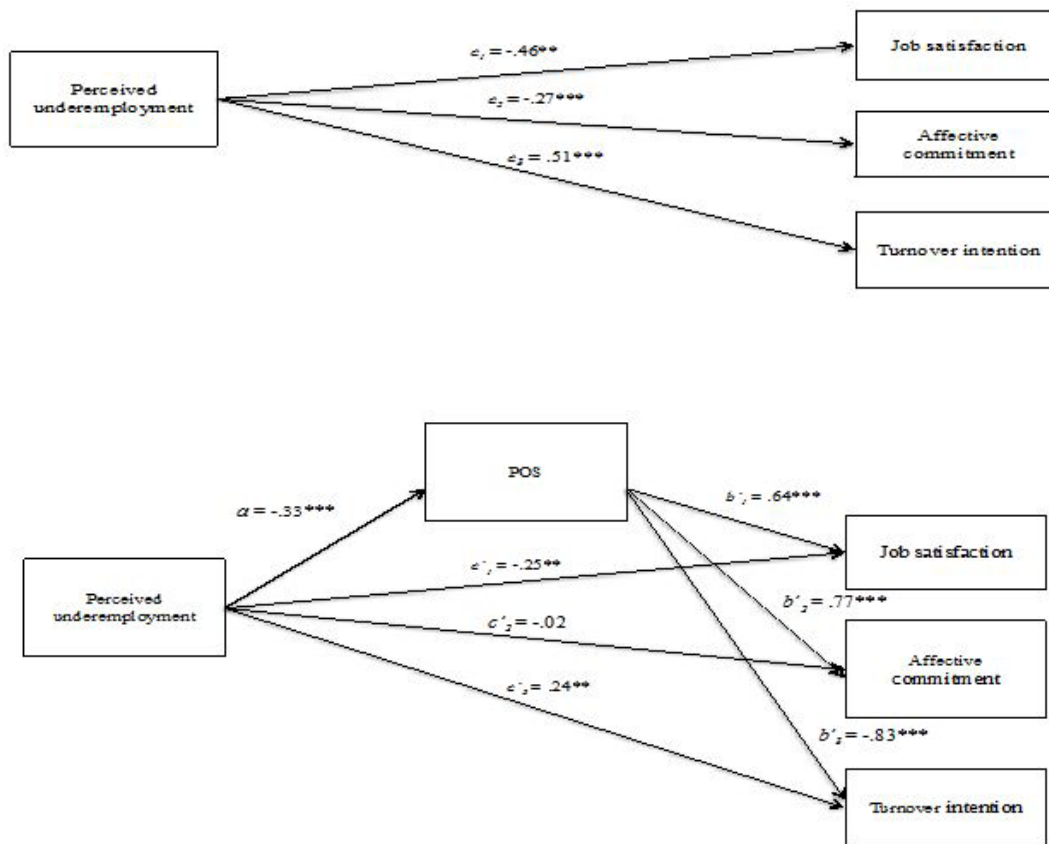 Job satisfaction
c₁ = -.46**
Perceived
underemployment
c₂ = -.27***
Affective
commitment
c₃ = .51***
Turnover intention
POS
b'₁ = .64***
a = -.33***
Job satisfaction
c'₁ = -.25**
Perceived
underemployment
b'₂ = .77***
c'₂ = -.02
Affective
commitment
c'₃ = .24**
b'₃ = -.83***
Turnover intention